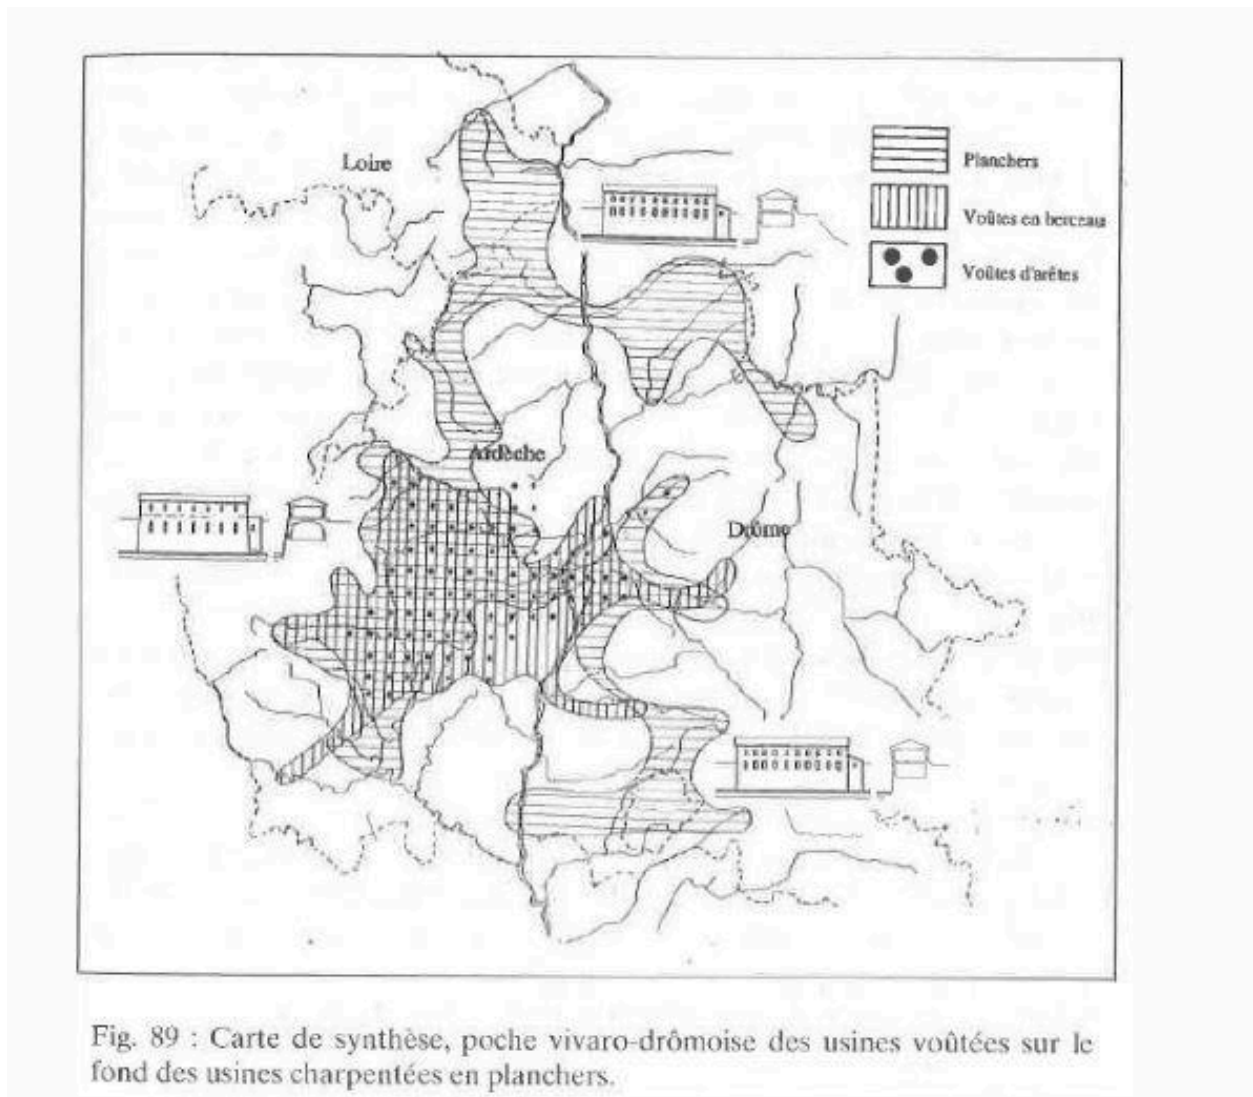 Loire
Planchers
Voûtes en berceaux
Voûtes d'arêtes
Ardèche
Drôme
Fig. 89 : Carte de synthèse, poche vivaro-drômoise des usines voûtées sur le
fond des usines charpentées en planchers.